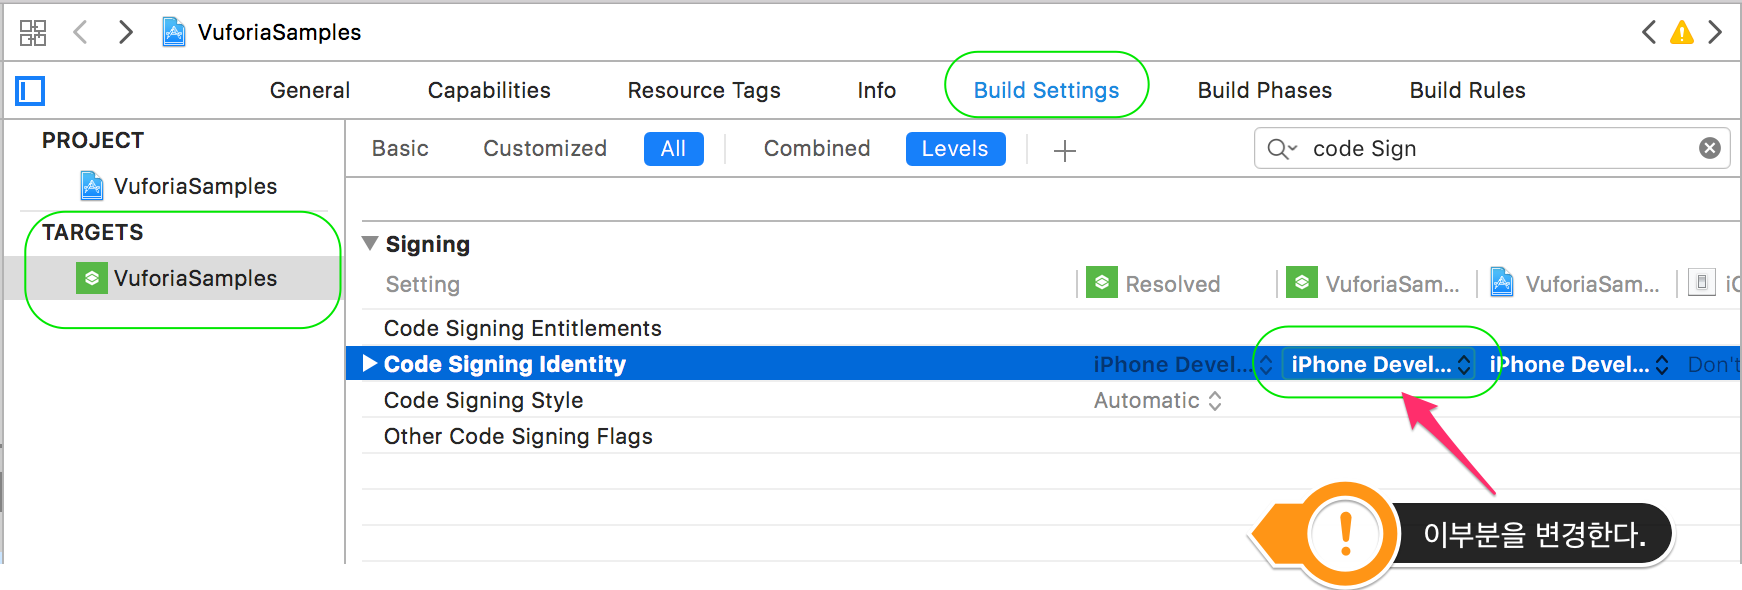 VuforiaSamples
General Capabilities Resource Tags Info Build Settings Build Phases Build Rules
PROJECT
VuforiaSamples
TARGETS
VuforiaSamples
Basic Customized All Combined Levels code Sign
Signing
Setting Resolved VuforiaSam... VuforiaSam... iO
Code Signing Entitlements
Code Signing Identity iPhone Devel... iPhone Devel... iPhone Devel... Don't
Code Signing Style Automatic
Other Code Signing Flags
이부분을 변경한다.